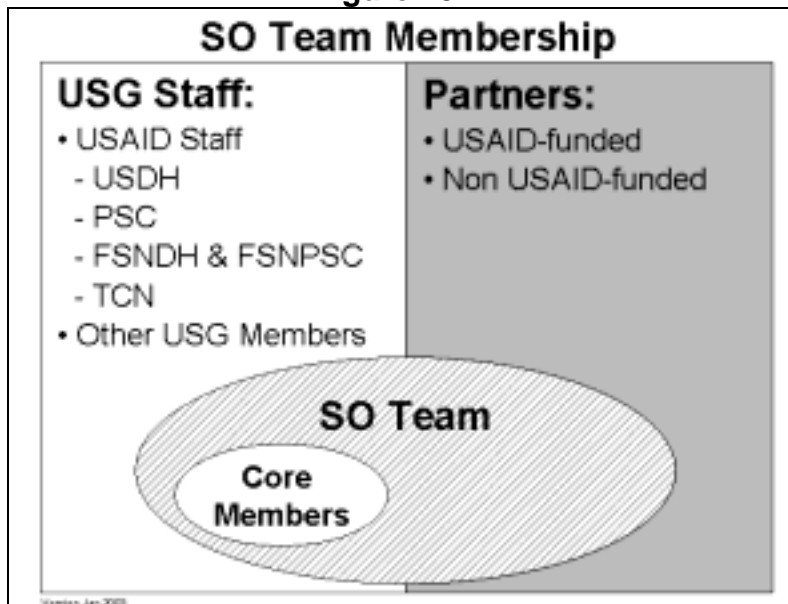 SO Team Membership
USG Staff:
• USAID Staff
- USDH
- PSC
- FSNDH & FSNPSC
- TCN
• Other USG Members
Partners:
• USAID-funded
• Non USAID-funded
SO Team
Core
Members